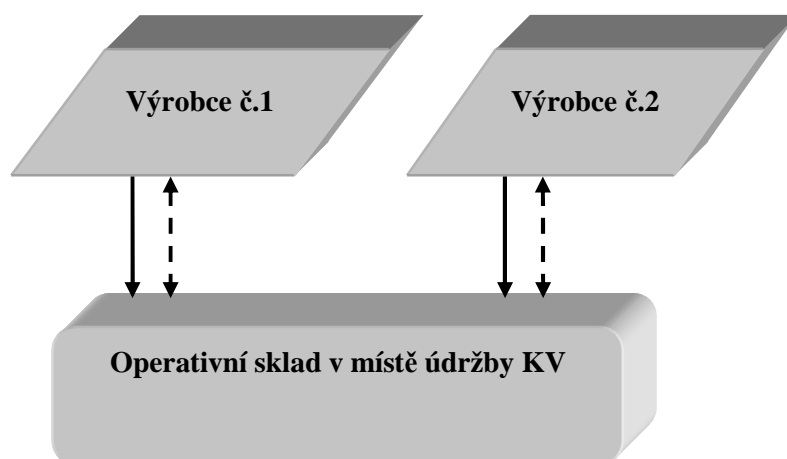 Výrobce č.1
Výrobce č.2
Operativní sklad v místě údržby KV